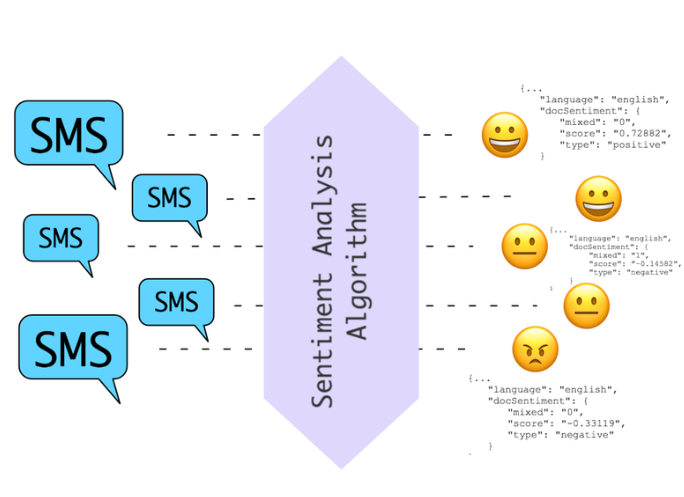 SMS
SMS
SMS
SMS
SMS
Sentiment Analysis
Algorithm
{...
"language": "english",
"docSentiment": {
"mixed": "0",
"score": "0.72882",
"type": "positive"
}
{...
"language": "english",
"docSentiment": {
"mixed": "1",
"score": "-0.14582",
"type": "negative"
}
{...
"language": "english",
"docSentiment": {
"mixed": "0",
"score": "-0.33119",
"type": "negative"
}